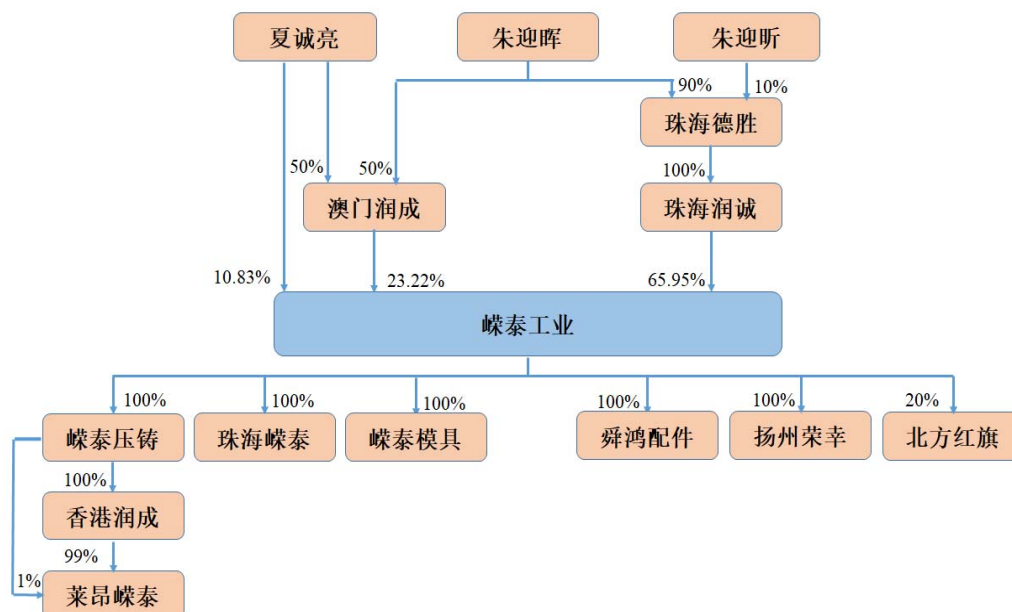 夏诚亮
朱迎晖
朱迎昕
90%
10%
珠海德胜
50%
50%
100%
澳门润成
珠海润诚
10.83%
23.22%
65.95%
嵘泰工业
100%
100%
100%
100%
100%
20%
嵘泰压铸
珠海嵘泰
嵘泰模具
舜鸿配件
扬州荣幸
北方红旗
100%
香港润成
99%
1%
莱昂嵘泰